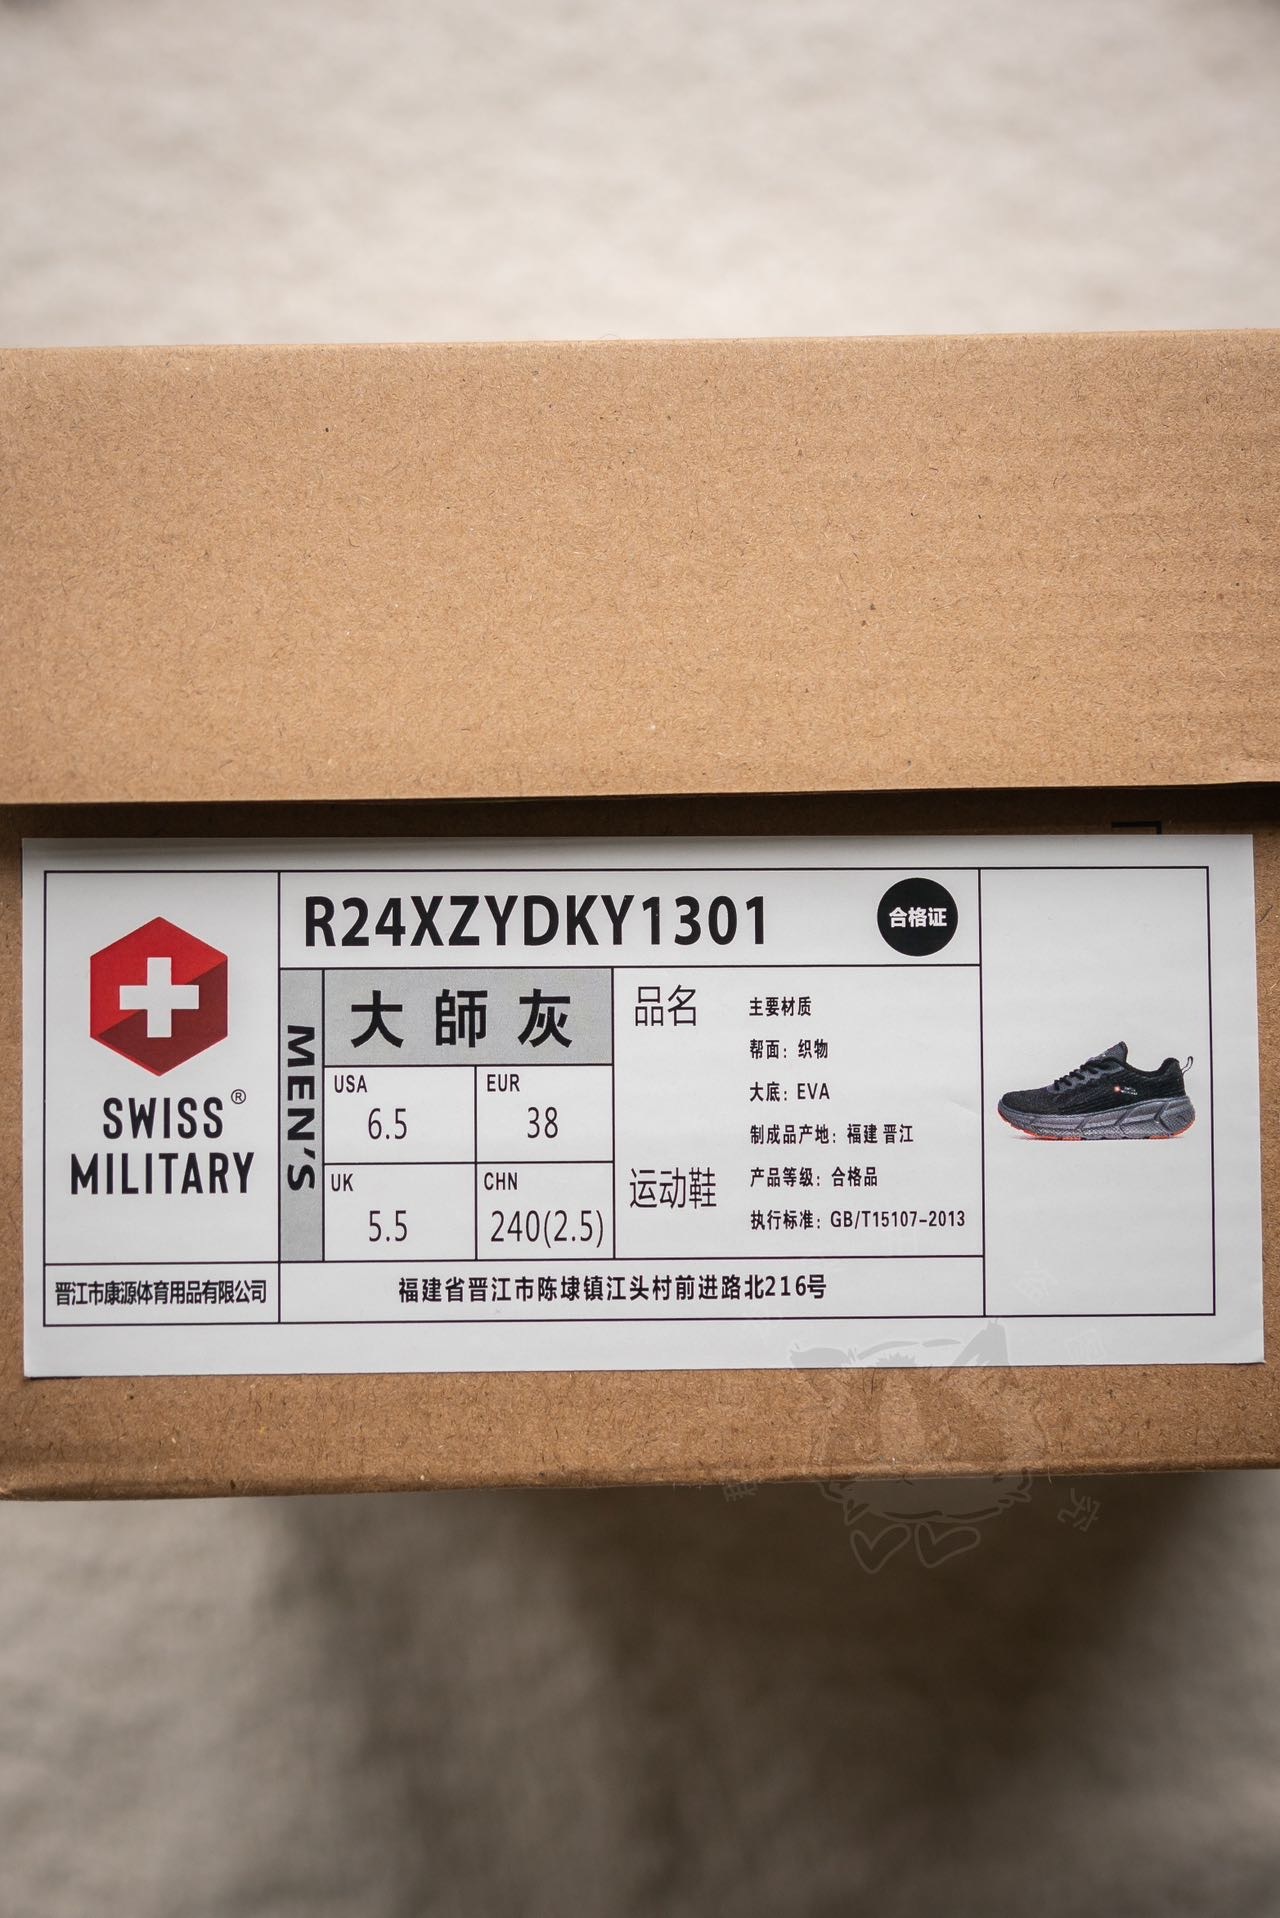 R24XZYDKY1301
合格证
SWISS®
MILITARY
MEN'S
大師灰
USA
6.5
EUR
38
UK
5.5
CHN
240(2.5)
品名
运动鞋
主要材质
帮面：织物
大底：EVA
制成品产地：福建 晋江
产品等级：合格品
执行标准：GB/T15107-2013
晋江市康源体育用品有限公司
福建省晋江市陈埭镇江头村前进路北216号